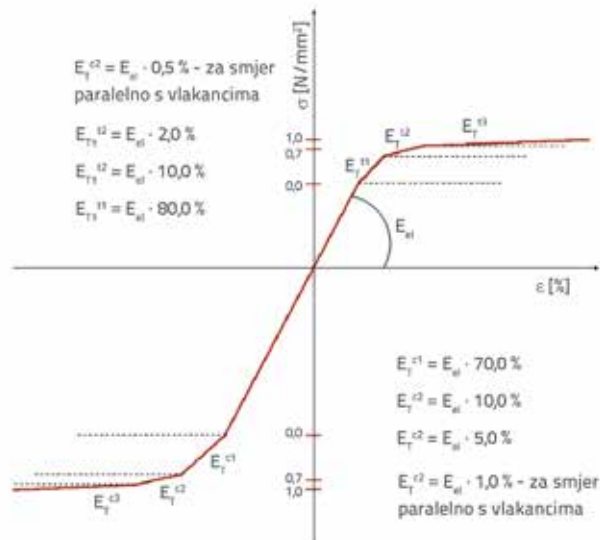 E_T^c2 = E_el · 0,5 % - za smjer
paralelno s vlakancima
E_T1^t2 = E_el · 2,0 %
E_T1^t2 = E_el · 10,0 %
E_T1^t1 = E_el · 80,0 %
σ [N/mm²]
1,0
0,7
0,0
E_T^t1
E_T^t2
E_T^t3
E_el
ε [%]
0,0
0,7
1,0
E_T^c1
E_T^c2
E_T^c3
E_T^c1 = E_el · 70,0 %
E_T^c2 = E_el · 10,0 %
E_T^c2 = E_el · 5,0 %
E_T^c2 = E_el · 1,0 % - za smjer
paralelno s vlakancima